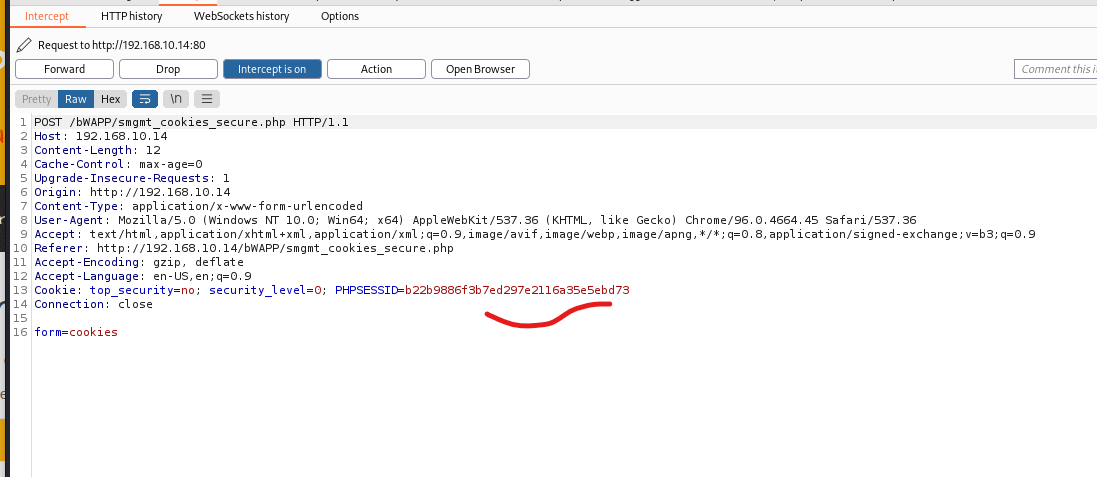 Intercept HTTP history WebSockets history Options
Request to http://192.168.10.14:80
Forward Drop Intercept is on Action Open Browser Comment this i
Pretty Raw Hex \n
1 POST /bWAPP/smgmt_cookies_secure.php HTTP/1.1
2 Host: 192.168.10.14
3 Content-Length: 12
4 Cache-Control: max-age=0
5 Upgrade-Insecure-Requests: 1
6 Origin: http://192.168.10.14
7 Content-Type: application/x-www-form-urlencoded
8 User-Agent: Mozilla/5.0 (Windows NT 10.0; Win64; x64) AppleWebKit/537.36 (KHTML, like Gecko) Chrome/96.0.4664.45 Safari/537.36
9 Accept: text/html,application/xhtml+xml,application/xml;q=0.9,image/avif,image/webp,image/apng,*/*;q=0.8,application/signed-exchange;v=b3;q=0.9
10 Referer: http://192.168.10.14/bWAPP/smgmt_cookies_secure.php
11 Accept-Encoding: gzip, deflate
12 Accept-Language: en-US,en;q=0.9
13 Cookie: top_security=no; security_level=0; PHPSESSID=b22b9886f3b7ed297e2116a35e5ebd73
14 Connection: close
15
16 form=cookies